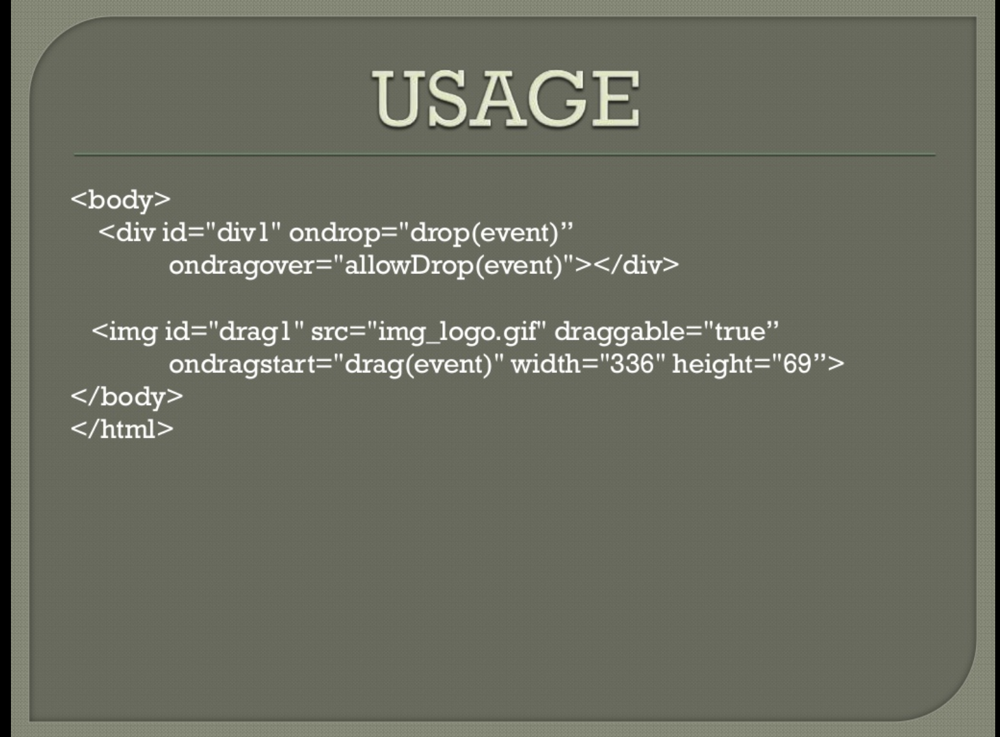 USAGE
<body>
<div id="div1" ondrop="drop(event)”
ondragover="allowDrop(event)"></div>
<img id="drag1" src="img_logo.gif" draggable="true”
ondragstart="drag(event)" width="336" height="69”>
</body>
</html>